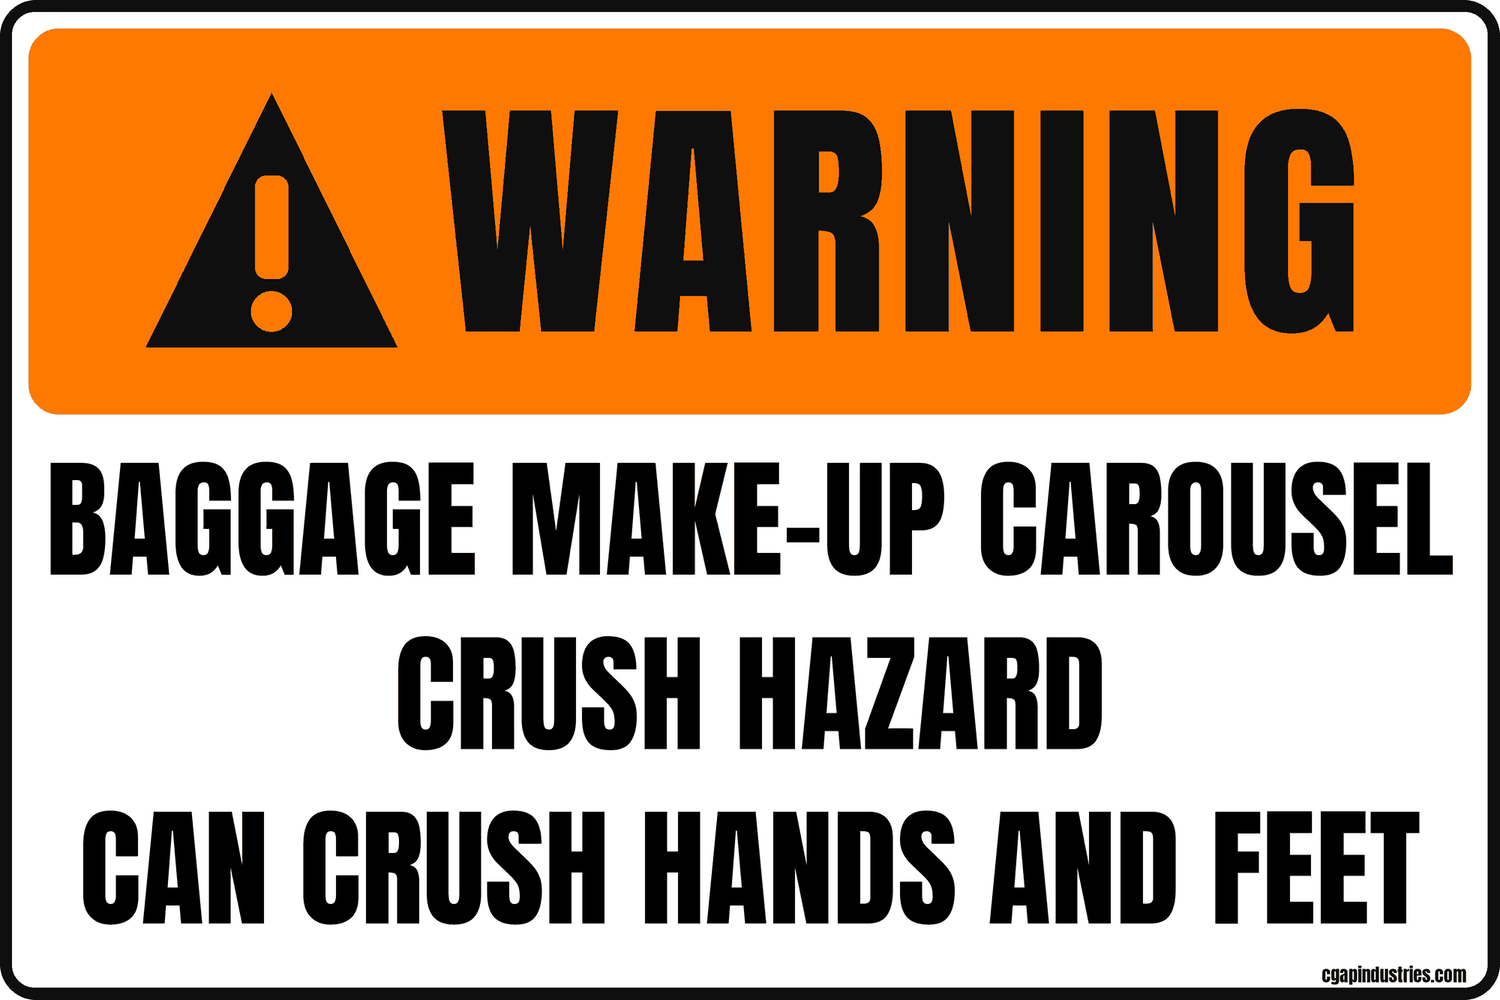 WARNING
BAGGAGE MAKE-UP CAROUSEL
CRUSH HAZARD
CAN CRUSH HANDS AND FEET
cgapindustries.com